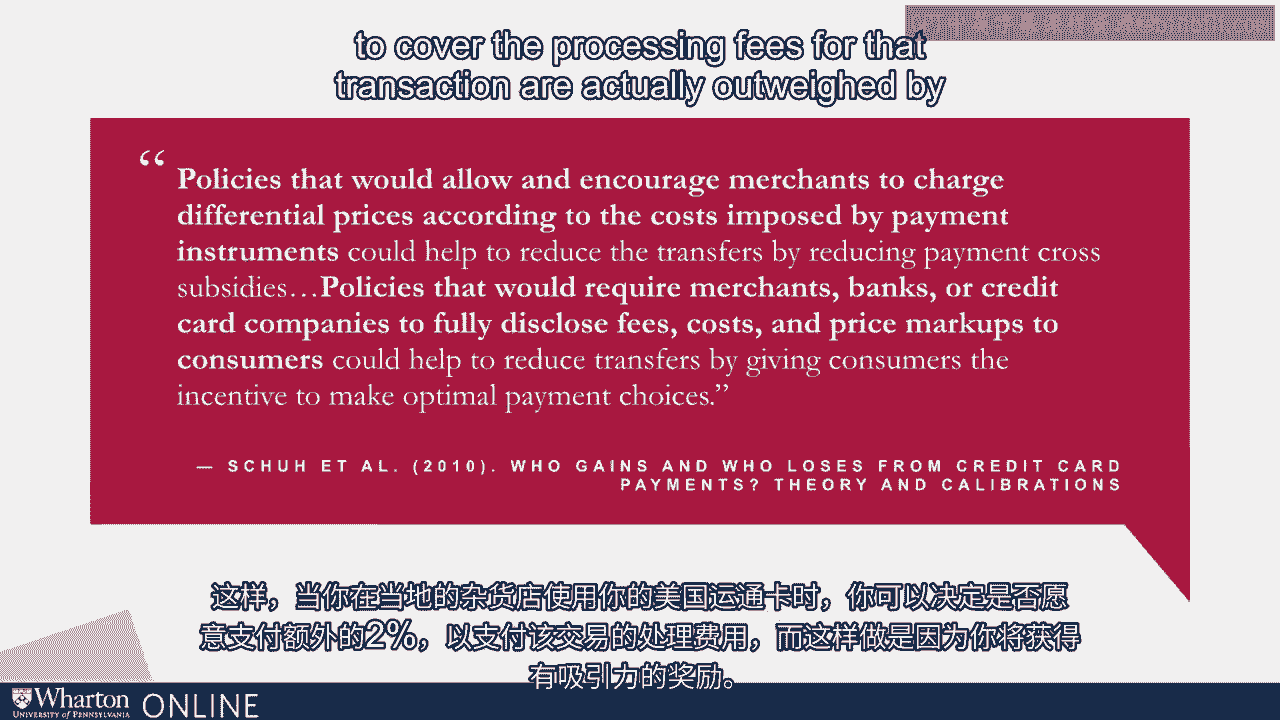 to cover the processing fees for that
transaction are actually outweighed by
“Policies that would allow and encourage merchants to charge
differential prices according to the costs imposed by payment
instruments could help to reduce the transfers by reducing payment cross
subsidies…Policies that would require merchants, banks, or credit
card companies to fully disclose fees, costs, and price markups to
consumers could help to reduce transfers by giving consumers the
incentive to make optimal payment choices.”
— SCHUH ET AL. (2010). WHO GAINS AND WHO LOSES FROM CREDIT CARD
PAYMENTS? THEORY AND CALIBRATIONS
这样，当你在当地的杂货店使用你的美国运通卡时，你可以决定是否愿
意支付额外的2%，以支付该交易的处理费用，而这样做是因为你将获得
有吸引力的奖励。
Wharton ONLINE
UNIVERSITY of PENNSYLVANIA